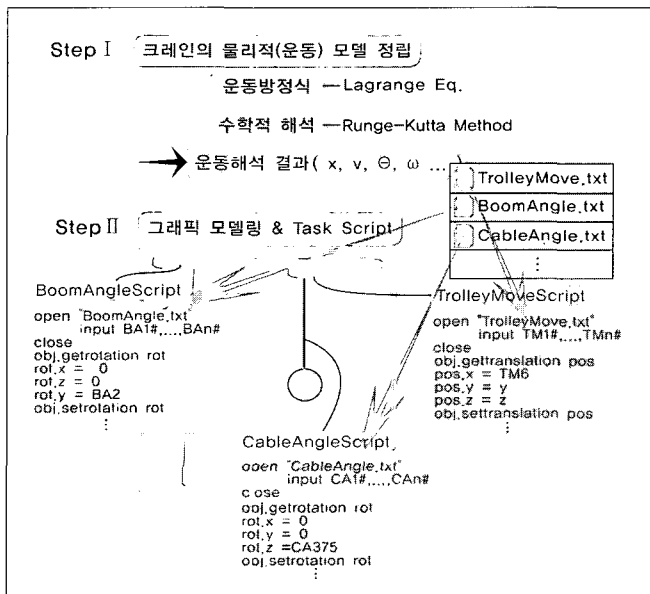 Step Ⅰ 크레인의 물리적(운동) 모델 정립
운동방정식 — Lagrange Eq.
수학적 해석 — Runge-Kutta Method
운동해석 결과( x, v, Θ, ω ...
TrolleyMove.txt
BoomAngle.txt
CableAngle.txt
⋮
Step Ⅱ 그래픽 모델링 & Task Script
BoomAngleScript
open "BoomAngle.txt"
input BA1#,...,BAn#
close
obj.getrotation rot
rot.x = 0
rot.z = 0
rot.y = BA2
obj.setrotation rot
⋮
TrolleyMoveScript
open "TrolleyMove.txt"
input TM1#,...,TMn#
close
obj.gettranslation pos
pos.x = TM6
pos.y = y
pos.z = z
obj.settranslation pos
⋮
CableAngleScript
open "CableAngle.txt"
input CA1#,...,CAn#
close
obj.getrotation rot
rot.x = 0
rot.y = 0
rot.z =CA375
obj.setrotation rot
⋮